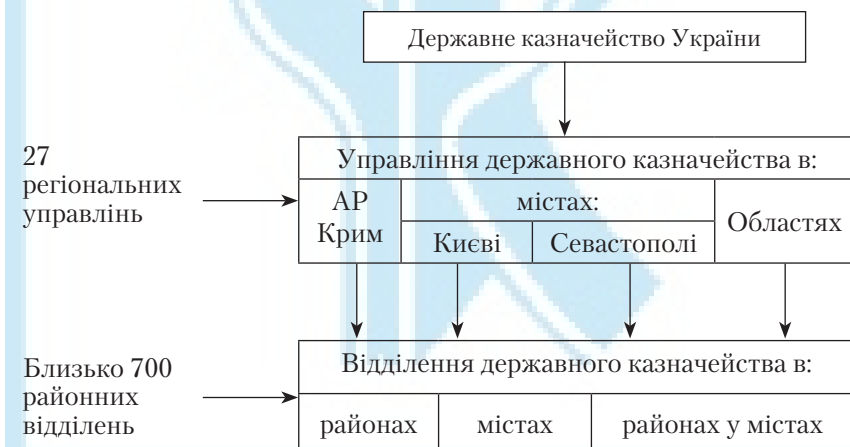 Державне казначейство України
27
регіональних
управлінь
Управління державного казначейства в:
АР
Крим
містах:
Києві
Севастополі
Областях
Близько 700
районних
відділень
Відділення державного казначейства в:
районах
містах
районах у містах